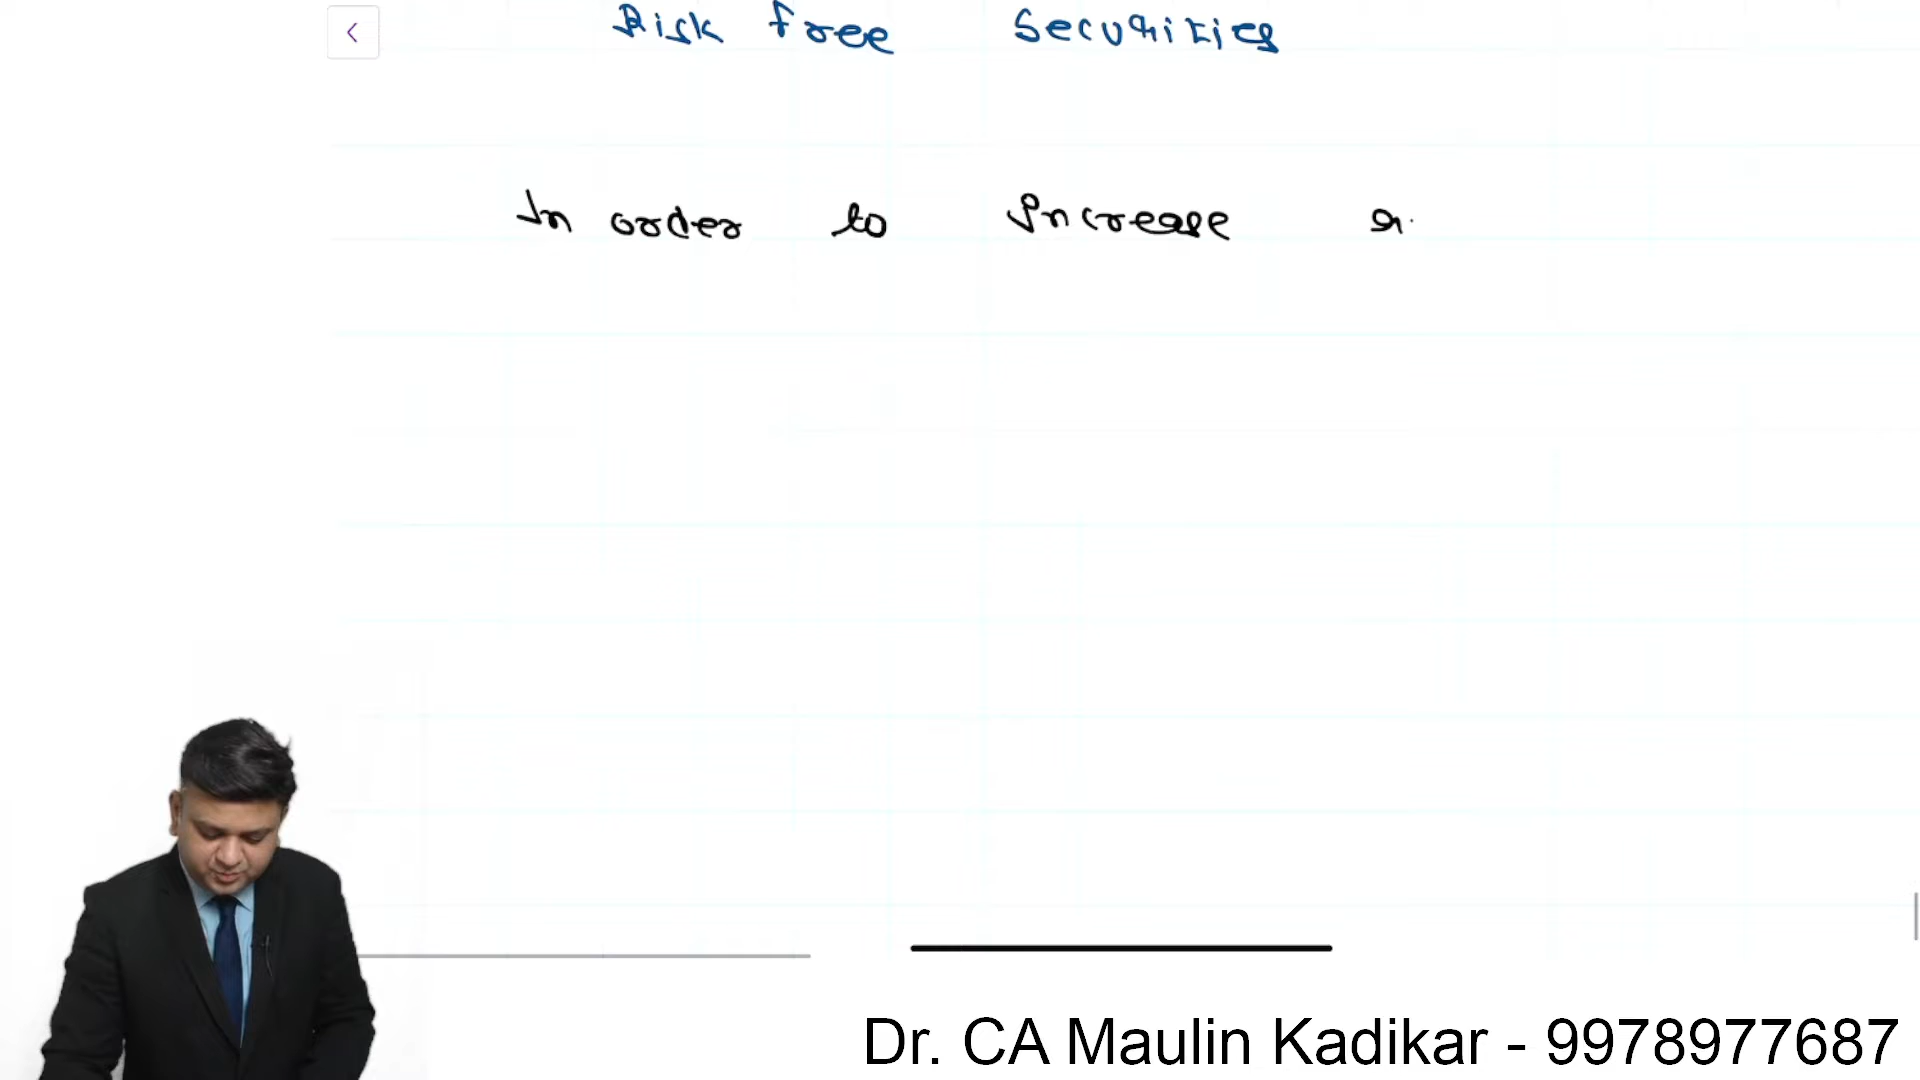 Risk free Securities
In order to Increase
Dr. CA Maulin Kadikar - 9978977687